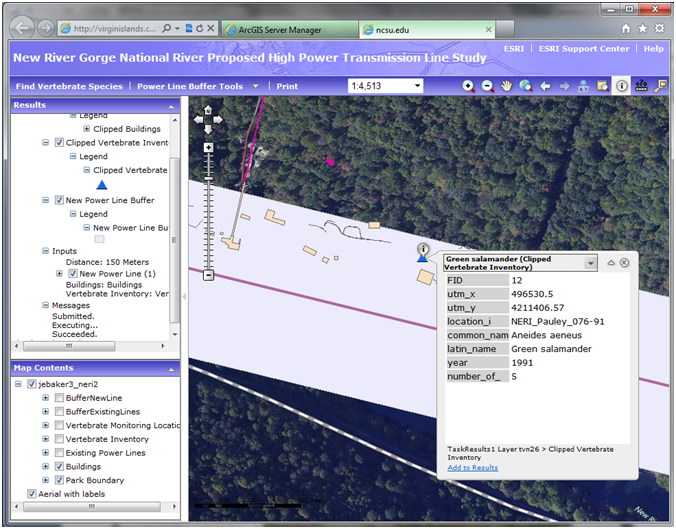 http://virginislands.c...
ArcGIS Server Manager
ncsu.edu
ESRI | ESRI Support Center | Help
New River Gorge National River Proposed High Power Transmission Line Study
Find Vertebrate Species | Power Line Buffer Tools | Print
1:4,513
Results
Legend
Clipped Buildings
Clipped Vertebrate Invent
Legend
Clipped Vertebrate
New Power Line Buffer
Legend
New Power Line Bu
Inputs
Distance: 150 Meters
New Power Line (1)
Buildings: Buildings
Vertebrate Inventory: Ver
Messages
Submitted.
Executing...
Succeeded.
Map Contents
jebaker3_neri2
BufferNewLine
BufferExistingLines
Vertebrate Monitoring Locatio
Vertebrate Inventory
Existing Power Lines
Buildings
Park Boundary
Aerial with labels
Green salamander (Clipped
Vertebrate Inventory)
FID 12
utm_x 496530.5
utm_y 4211406.57
location_i NERI_Pauley_076-91
common_nam Aneides aeneus
latin_name Green salamander
year 1991
number_of_ 5
TaskResults1 Layer tvn26 > Clipped Vertebrate
Inventory
Add to Results
New R